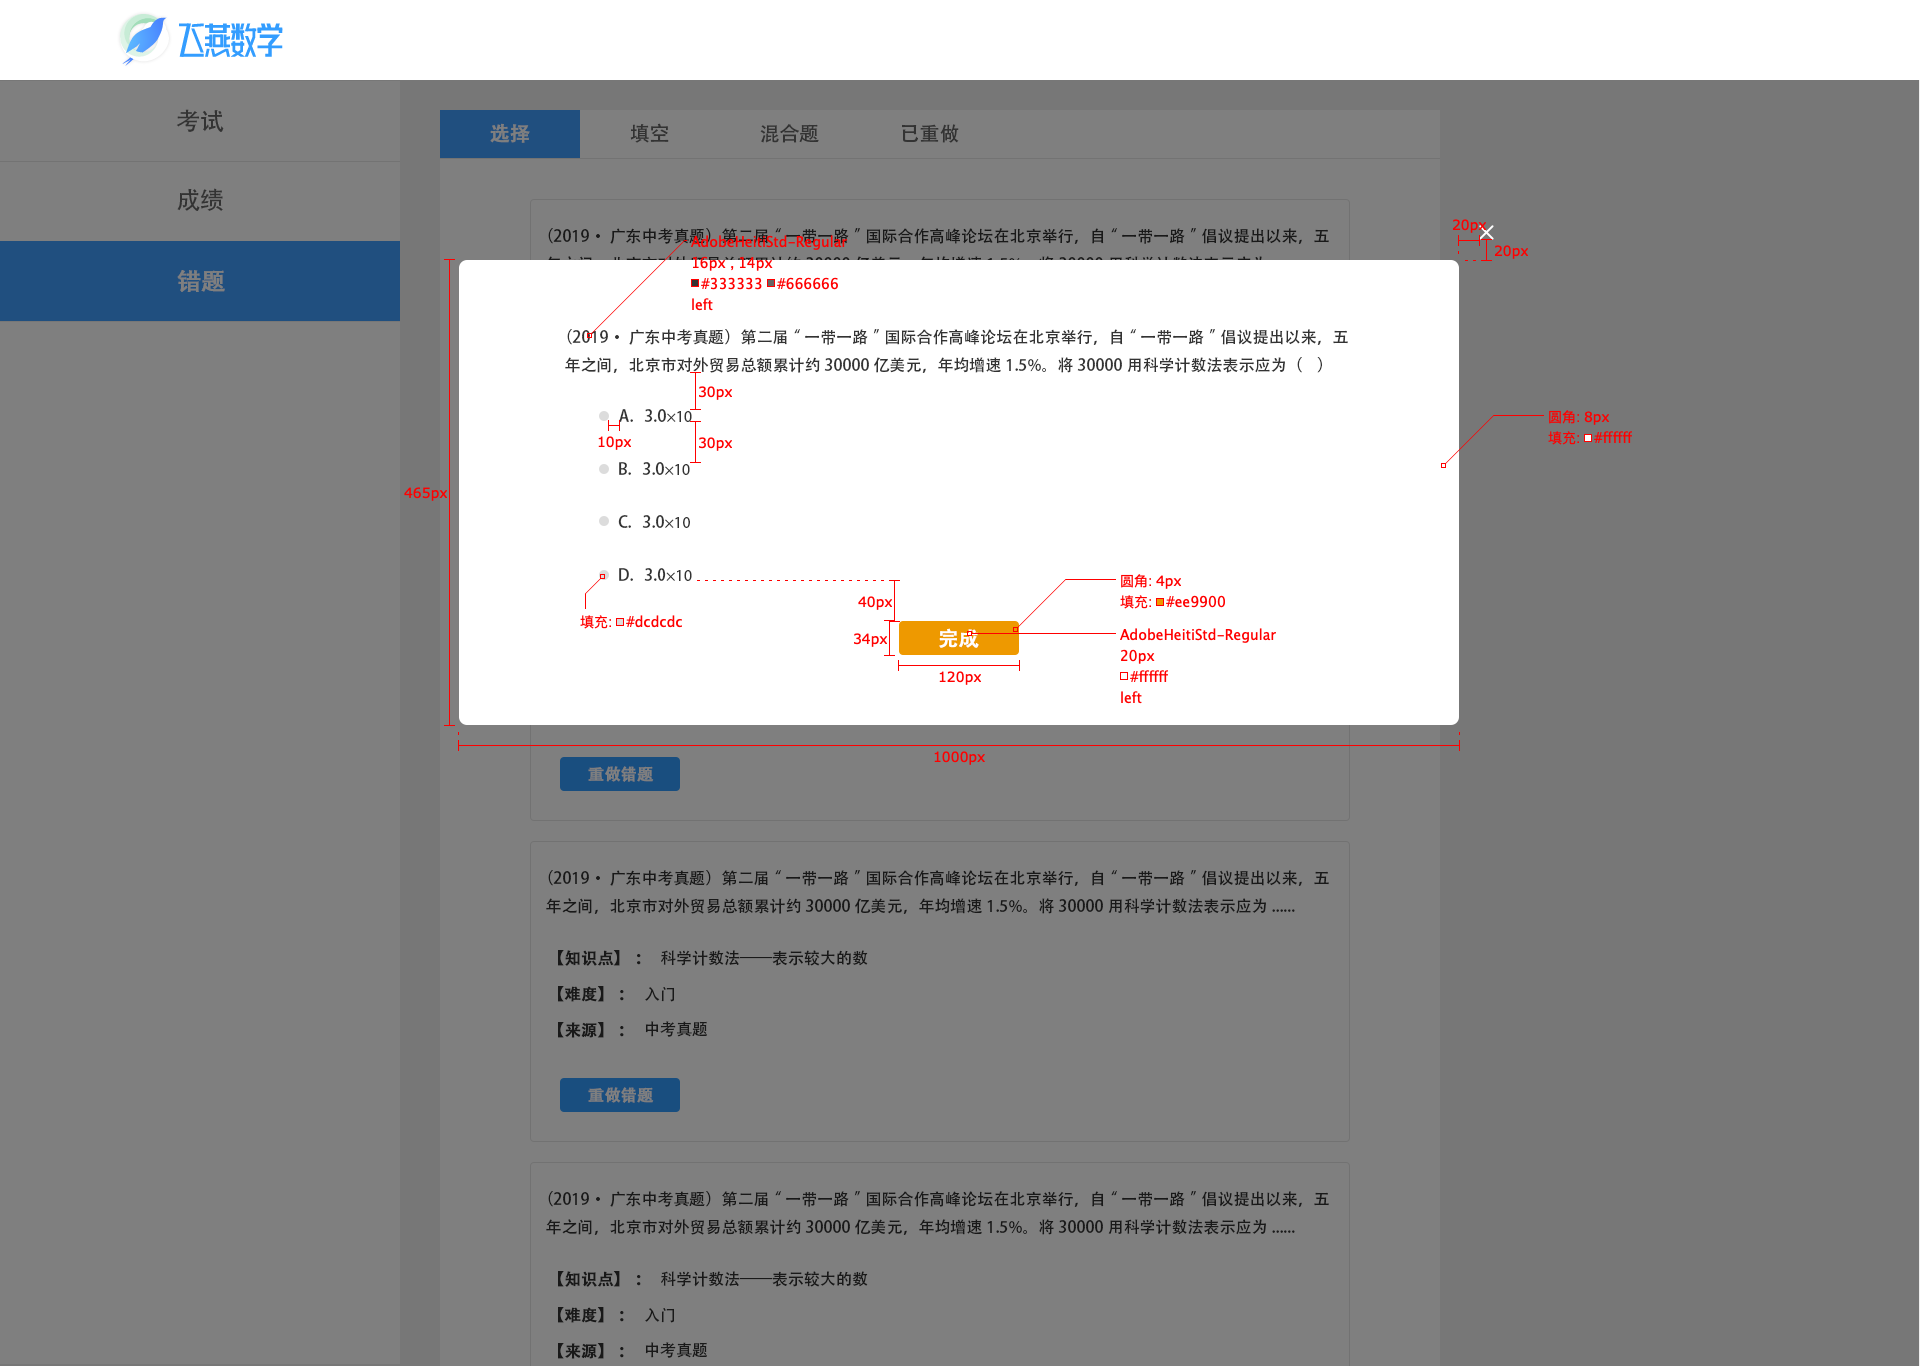 飞燕数学
考试
成绩
错题
选择
填空
混合题
已重做
(2019 • 广东中考真题）第二届“一带一路”国际合作高峰论坛在北京举行，自“一带一路”倡议提出以来，五
AdobeHeitiStd-Regular
16px , 14px
#333333 #666666
left
20px
20px
(2019 • 广东中考真题）第二届“一带一路”国际合作高峰论坛在北京举行，自“一带一路”倡议提出以来，五
年之间，北京市对外贸易总额累计约 30000 亿美元，年均增速 1.5%。将 30000 用科学计数法表示应为（ ）
30px
A. 3.0×10
10px
30px
B. 3.0×10
C. 3.0×10
D. 3.0×10
465px
圆角: 8px
填充: #ffffff
填充: #dcdcdc
40px
34px
完成
120px
圆角: 4px
填充: #ee9900
AdobeHeitiStd-Regular
20px
#ffffff
left
1000px
重做错题
(2019 • 广东中考真题）第二届“一带一路”国际合作高峰论坛在北京举行，自“一带一路”倡议提出以来，五
年之间，北京市对外贸易总额累计约 30000 亿美元，年均增速 1.5%。将 30000 用科学计数法表示应为 ......
【知识点】： 科学计数法——表示较大的数
【难度】： 入门
【来源】： 中考真题
重做错题
(2019 • 广东中考真题）第二届“一带一路”国际合作高峰论坛在北京举行，自“一带一路”倡议提出以来，五
年之间，北京市对外贸易总额累计约 30000 亿美元，年均增速 1.5%。将 30000 用科学计数法表示应为 ......
【知识点】： 科学计数法——表示较大的数
【难度】： 入门
【来源】： 中考真题